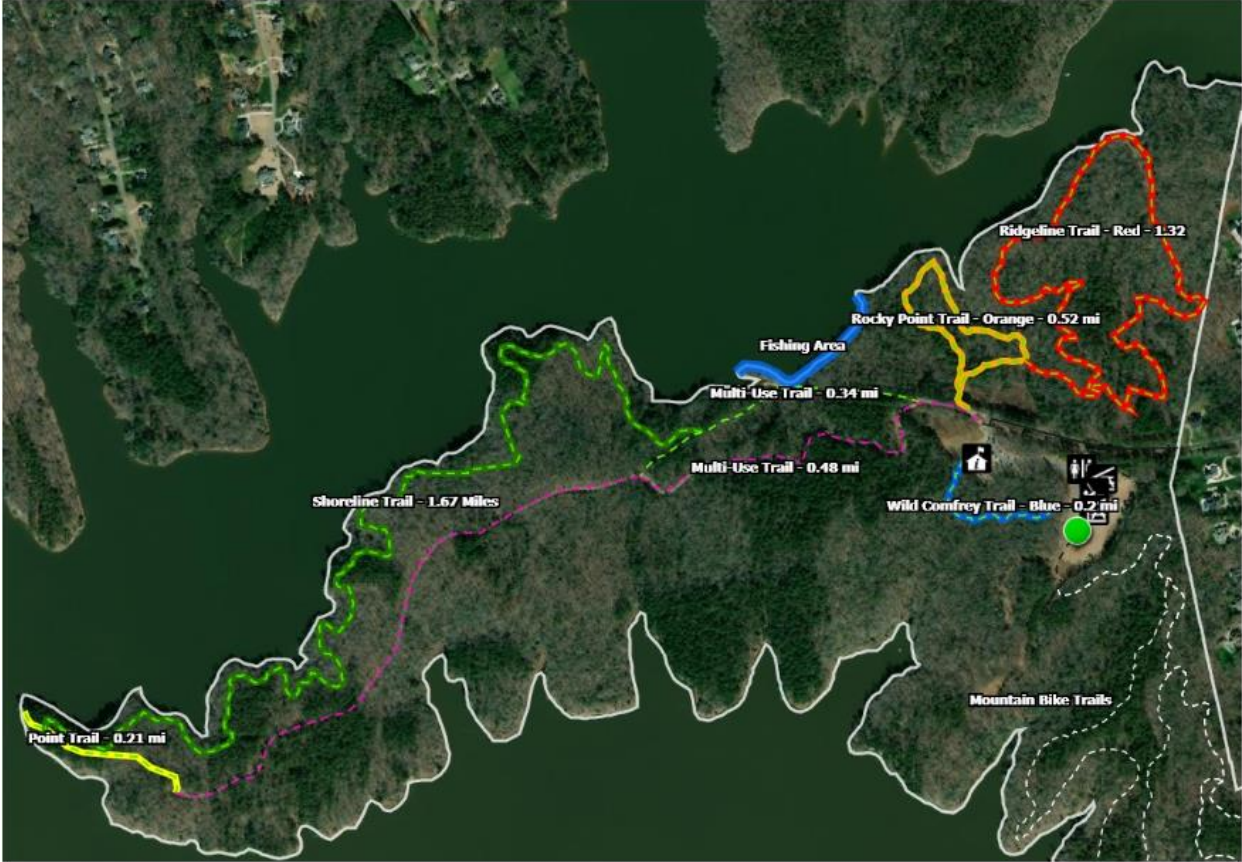 Ridgeline Trail - Red - 1.32
Rocky Point Trail - Orange - 0.52 mi
Fishing Area
Multi-Use Trail - 0.34 mi
Multi-Use Trail - 0.48 mi
Shoreline Trail - 1.67 Miles
Wild Comfrey Trail - Blue - 0.2 mi
Mountain Bike Trails
Point Trail - 0.21 mi